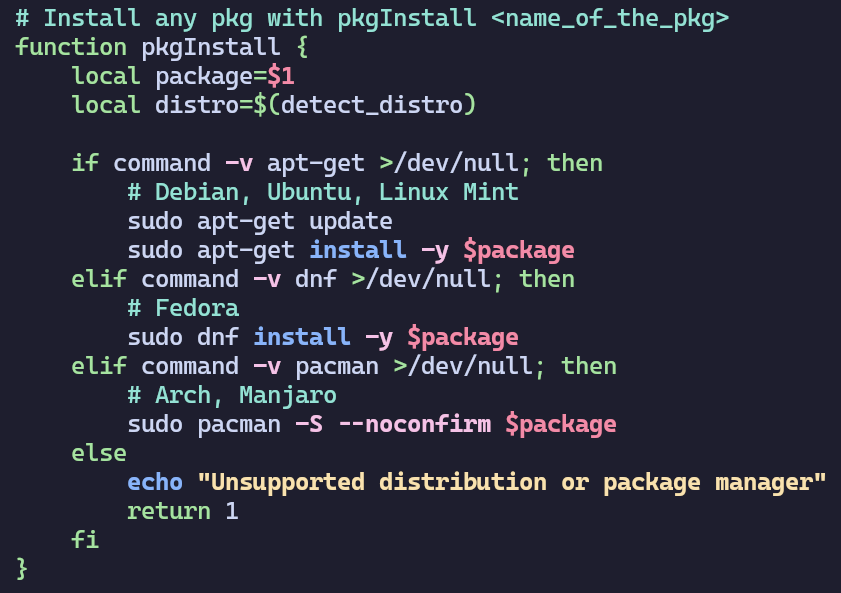 # Install any pkg with pkgInstall <name_of_the_pkg>
function pkgInstall {
    local package=$1
    local distro=$(detect_distro)

    if command -v apt-get >/dev/null; then
        # Debian, Ubuntu, Linux Mint
        sudo apt-get update
        sudo apt-get install -y $package
    elif command -v dnf >/dev/null; then
        # Fedora
        sudo dnf install -y $package
    elif command -v pacman >/dev/null; then
        # Arch, Manjaro
        sudo pacman -S --noconfirm $package
    else
        echo "Unsupported distribution or package manager"
        return 1
    fi
}